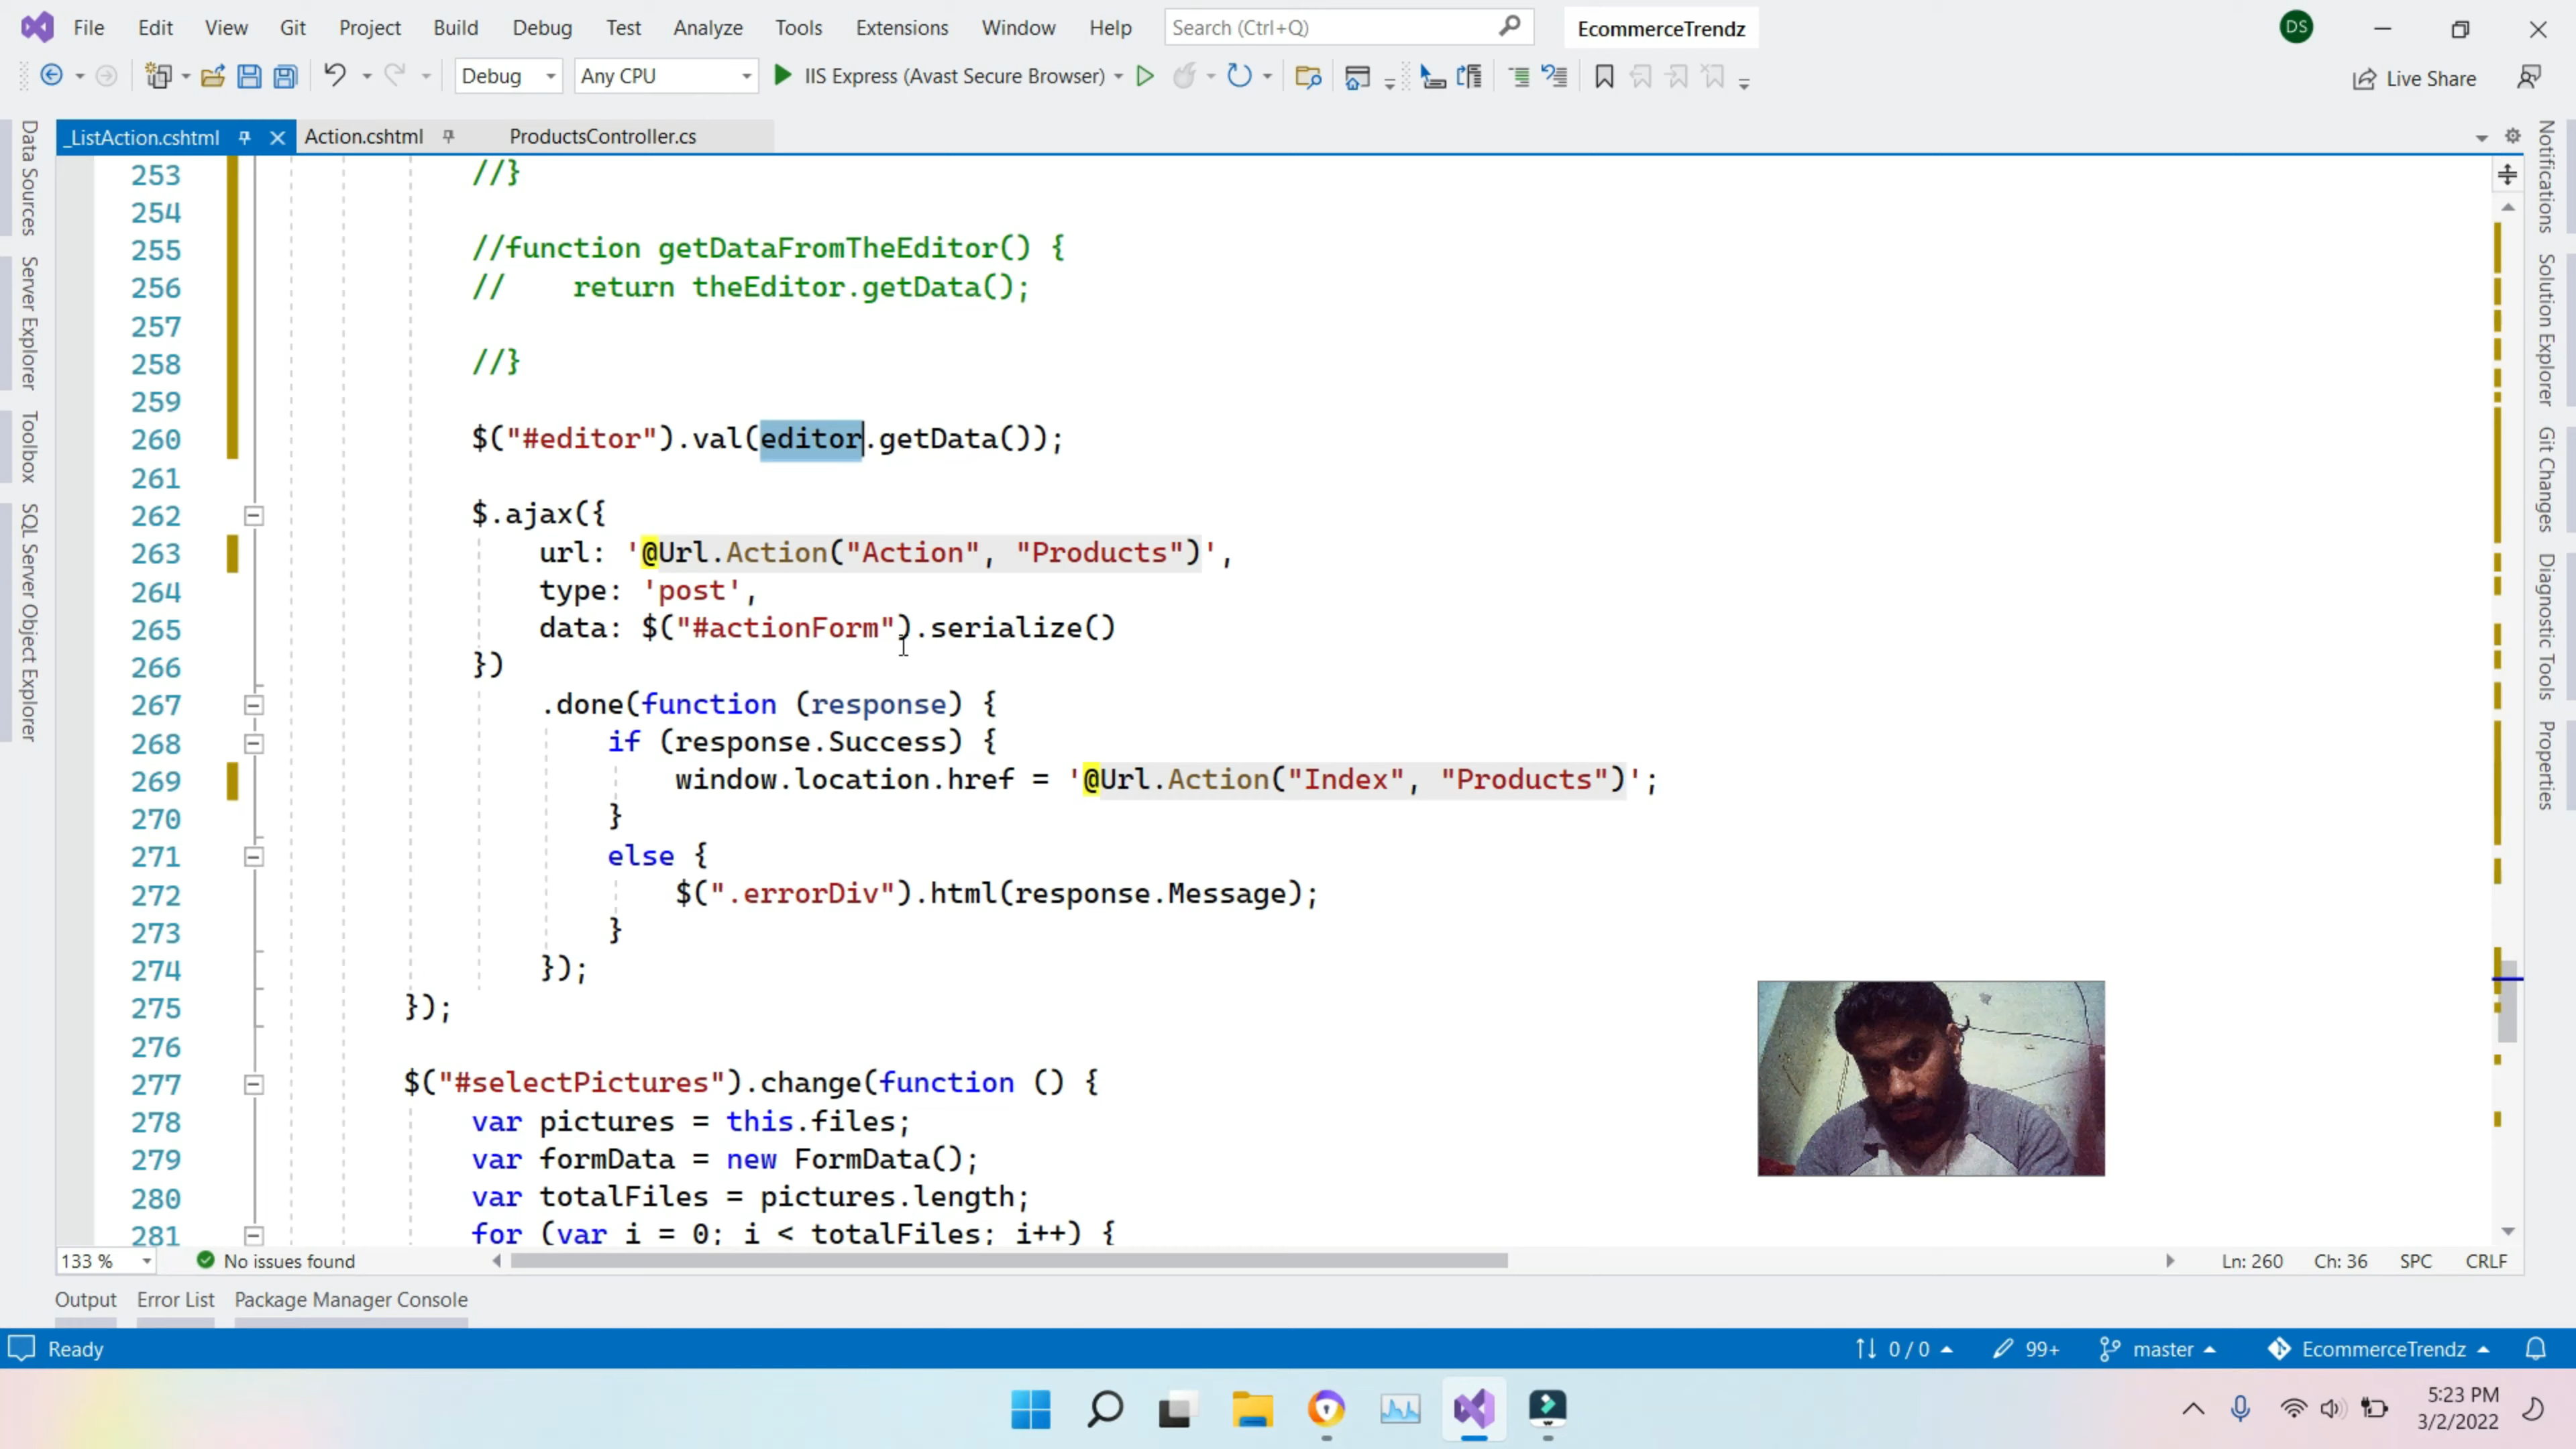 File Edit View Git Project Build Debug Test Analyze Tools Extensions Window Help Search (Ctrl+Q) EcommerceTrendz DS
Debug Any CPU IIS Express (Avast Secure Browser) Live Share
_ListAction.cshtml Action.cshtml ProductsController.cs
Data Sources
Server Explorer
Toolbox
SQL Server Object Explorer
253 //}
254
255 //function getDataFromTheEditor() {
256 // return theEditor.getData();
257
258 //}
259
260 $("#editor").val(editor.getData());
261
262 $.ajax({
263 url: '@Url.Action("Action", "Products")',
264 type: 'post',
265 data: $("#actionForm").serialize()
266 })
267 .done(function (response) {
268 if (response.Success) {
269 window.location.href = '@Url.Action("Index", "Products")';
270 }
271 else {
272 $(".errorDiv").html(response.Message);
273 }
274 });
275 });
276
277 $("#selectPictures").change(function () {
278 var pictures = this.files;
279 var formData = new FormData();
280 var totalFiles = pictures.length;
281 for (var i = 0; i < totalFiles; i++) {
Notifications
Solution Explorer
Git Changes
Diagnostic Tools
Properties
133 % No issues found Ln: 260 Ch: 36 SPC CRLF
Output Error List Package Manager Console
Ready 0 / 0 99+ master EcommerceTrendz
5:23 PM
3/2/2022